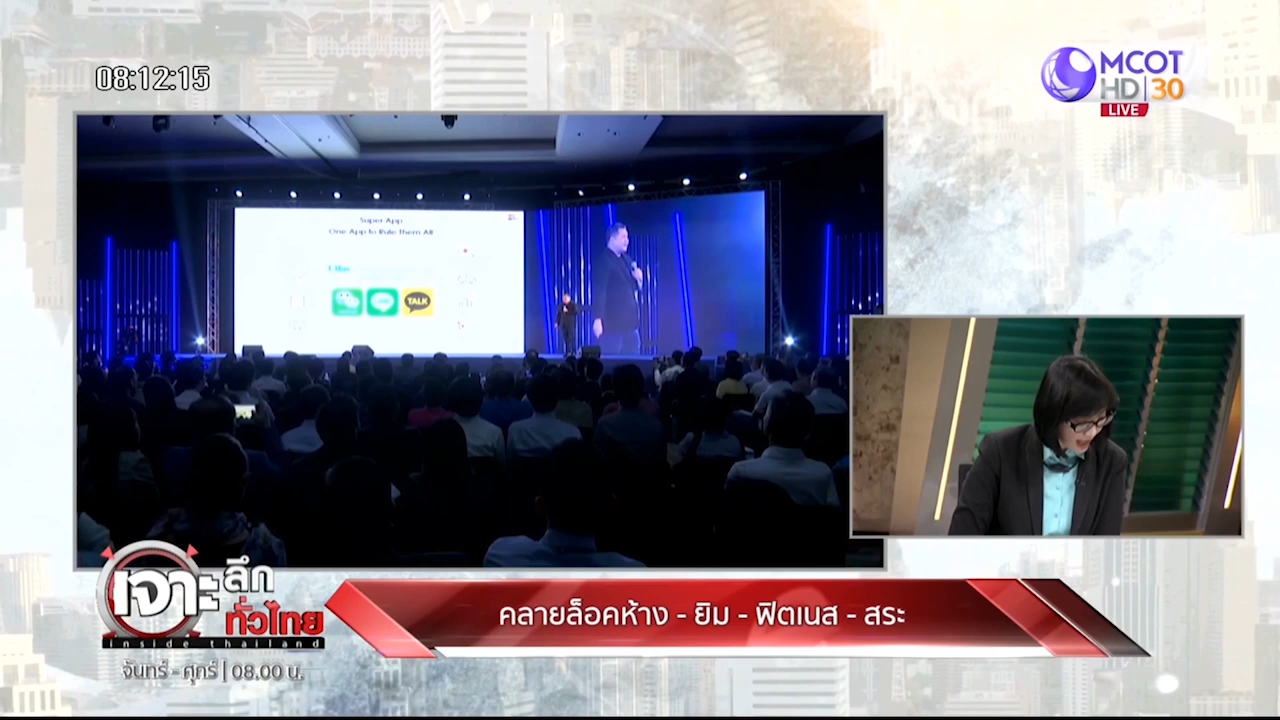 08:12:15
MCOT
HD 30
LIVE
Super App
One App to Rule Them All
TALK
เจาะลึก
ทั่วไทย
inside thailand
จันทร์ - ศุกร์ | 08.00 น.
คลายล็อคห้าง - ยิม - ฟิตเนส - สระ